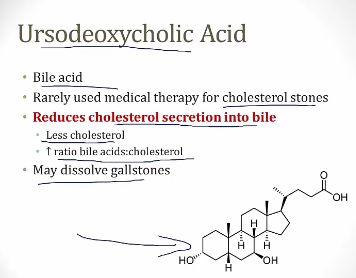 Ursodeoxycholic Acid
• Bile acid
• Rarely used medical therapy for cholesterol stones
• Reduces cholesterol secretion into bile
• Less cholesterol
• ↑ ratio bile acids:cholesterol
• May dissolve gallstones
O
OH
H
H
H
HO
OH
H